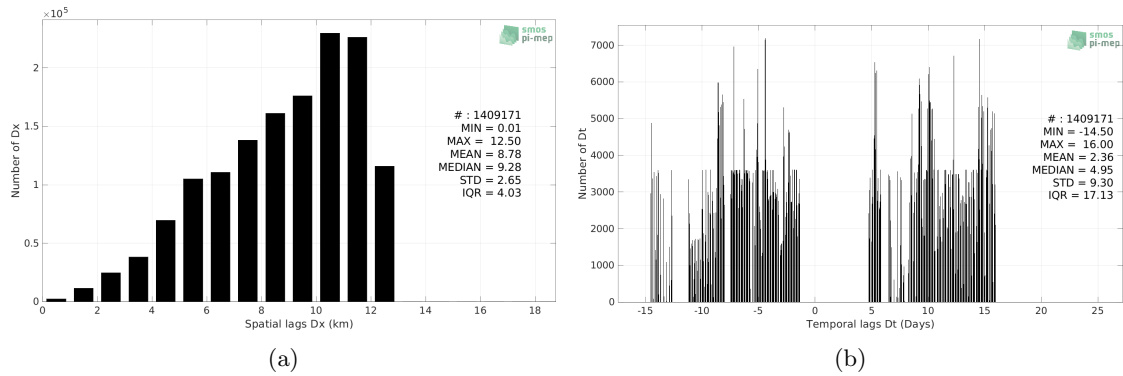 ×10^5
2
1.5
1
0.5
0
Number of Dx
0 2 4 6 8 10 12 14 16 18
Spatial lags Dx (km)
smos
pi-mep
# : 1409171
MIN = 0.01
MAX = 12.50
MEAN = 8.78
MEDIAN = 9.28
STD = 2.65
IQR = 4.03
(a)
7000
6000
5000
4000
3000
2000
1000
0
Number of Dt
-15 -10 -5 0 5 10 15 20 25
Temporal lags Dt (Days)
smos
pi-mep
# : 1409171
MIN = -14.50
MAX = 16.00
MEAN = 2.36
MEDIAN = 4.95
STD = 9.30
IQR = 17.13
(b)